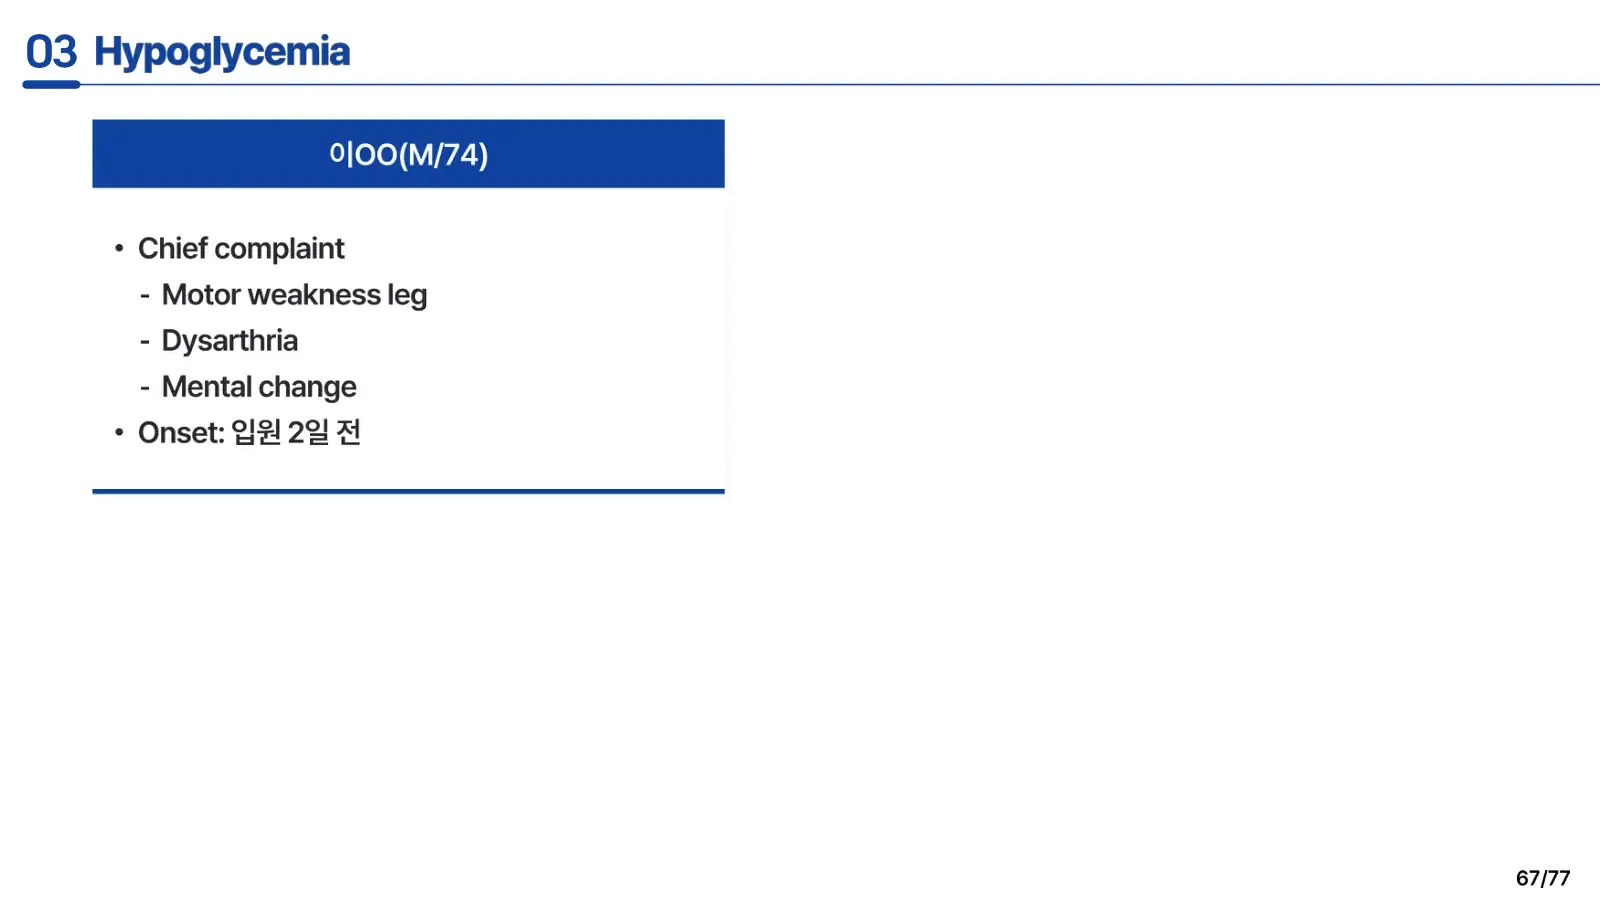 03 Hypoglycemia
이OO(M/74)
• Chief complaint
- Motor weakness leg
- Dysarthria
- Mental change
• Onset: 입원 2일 전
67/77